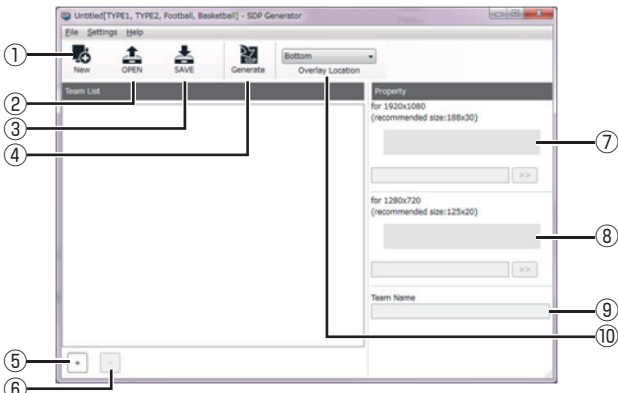 Untitled[TYPE1, TYPE2, Football, Basketball] - SDP Generator
File Settings Help
① New
② OPEN
③ SAVE
④ Generate
Bottom
Overlay Location
⑩
Team List
Property
for 1920x1080
(recommended size:188x30)
⑦
>>
for 1280x720
(recommended size:125x20)
⑧
>>
Team Name
⑨
⑤ +
⑥ -